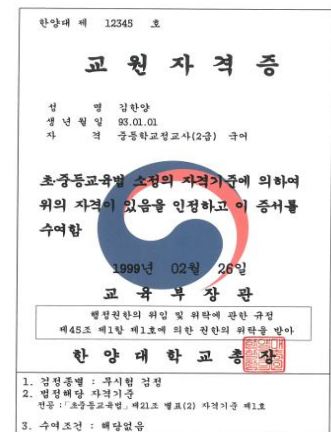 한양대 제 12345 호
교 원 자 격 증
성 명 김한양
생 년 월 일 93.01.01
자 격 중등학교정교사(2급) 국어
초·중등교육법 소정의 자격기준에 의하여
위의 자격이 있음을 인정하고 이 증서를
수여함
1999년 02월 26일
교 육 부 장 관
행정권한의 위임 및 위탁에 관한 규정
제45조 제1항 제1호에 의한 권한의 위탁을 받아
한 양 대 학 교 총 장
1. 검정종별 : 무시험 검정
2. 법정해당 자격기준
전공 :「초중등교육법」제21조 별표(2) 자격기준 제1호
3. 수여조건 : 해당없음